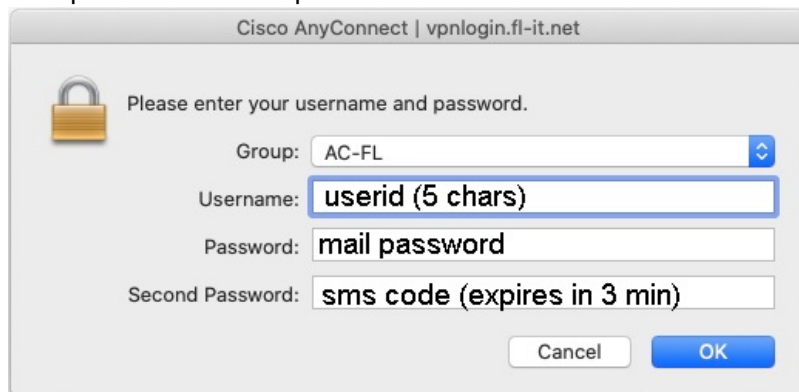 Cisco AnyConnect | vpnlogin.fl-it.net
Please enter your username and password.
Group: AC-FL
Username: userid (5 chars)
Password: mail password
Second Password: sms code (expires in 3 min)
Cancel OK